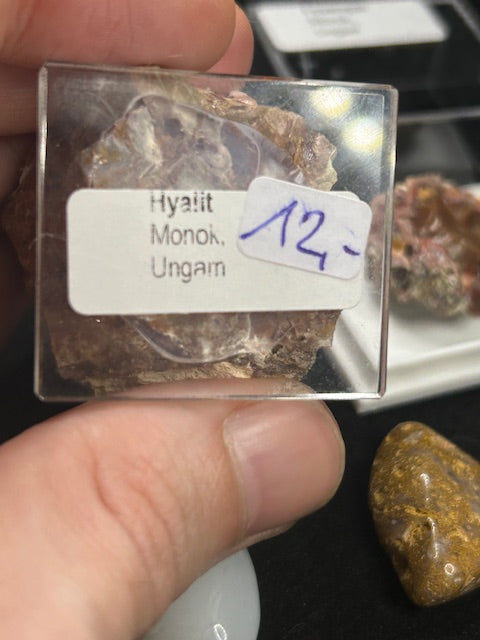 Hyalit
Monok,
Ungarn
12,-